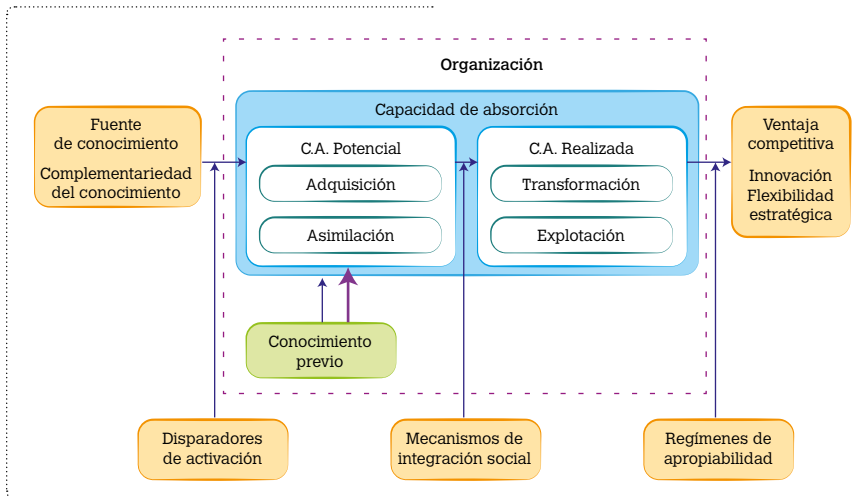 Organización
Capacidad de absorción
Fuente
de conocimiento
Complementariedad
del conocimiento
C.A. Potencial
Adquisición
Asimilación
C.A. Realizada
Transformación
Explotación
Ventaja
competitiva
Innovación
Flexibilidad
estratégica
Conocimiento
previo
Disparadores
de activación
Mecanismos de
integración social
Regímenes de
apropiabilidad